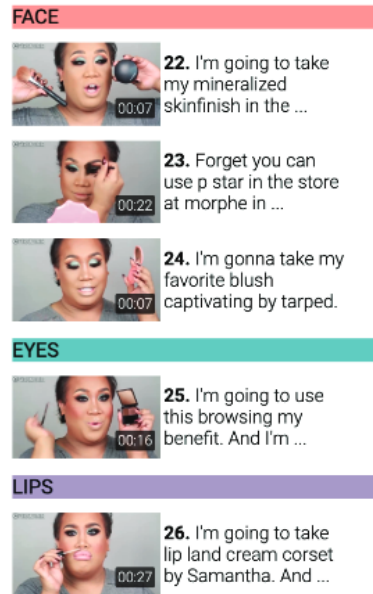 FACE
22. I'm going to take
my mineralized
skinfinish in the ...
00:07
23. Forget you can
use p star in the store
at morphe in ...
00:22
24. I'm gonna take my
favorite blush
captivating by tarped.
00:07
EYES
25. I'm going to use
this browsing my
benefit. And I'm ...
00:16
LIPS
26. I'm going to take
lip land cream corset
by Samantha. And ...
00:27